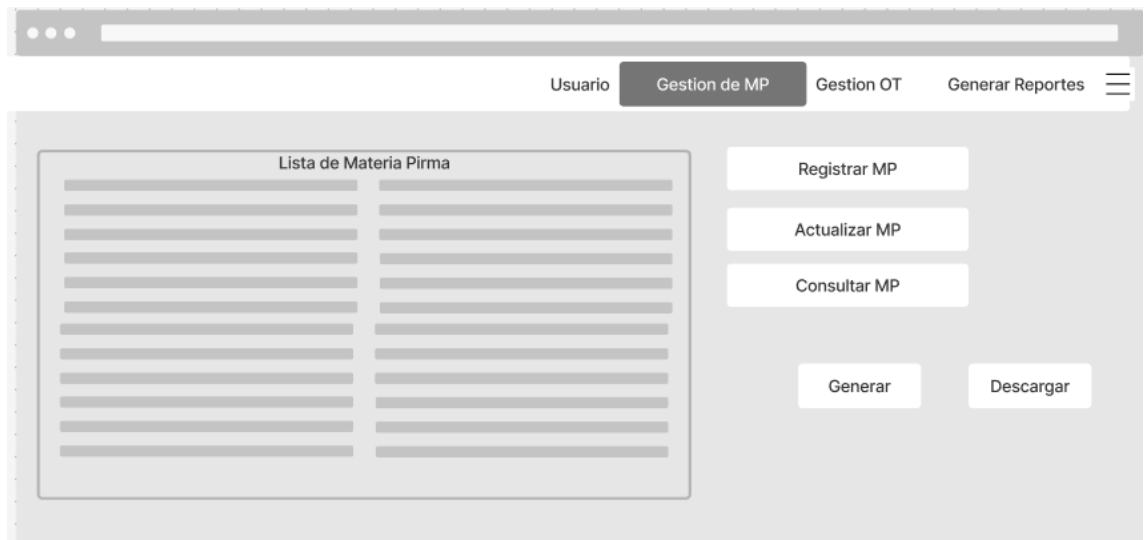 Usuario Gestion de MP Gestion OT Generar Reportes
Lista de Materia Pirma
Registrar MP
Actualizar MP
Consultar MP
Generar Descargar